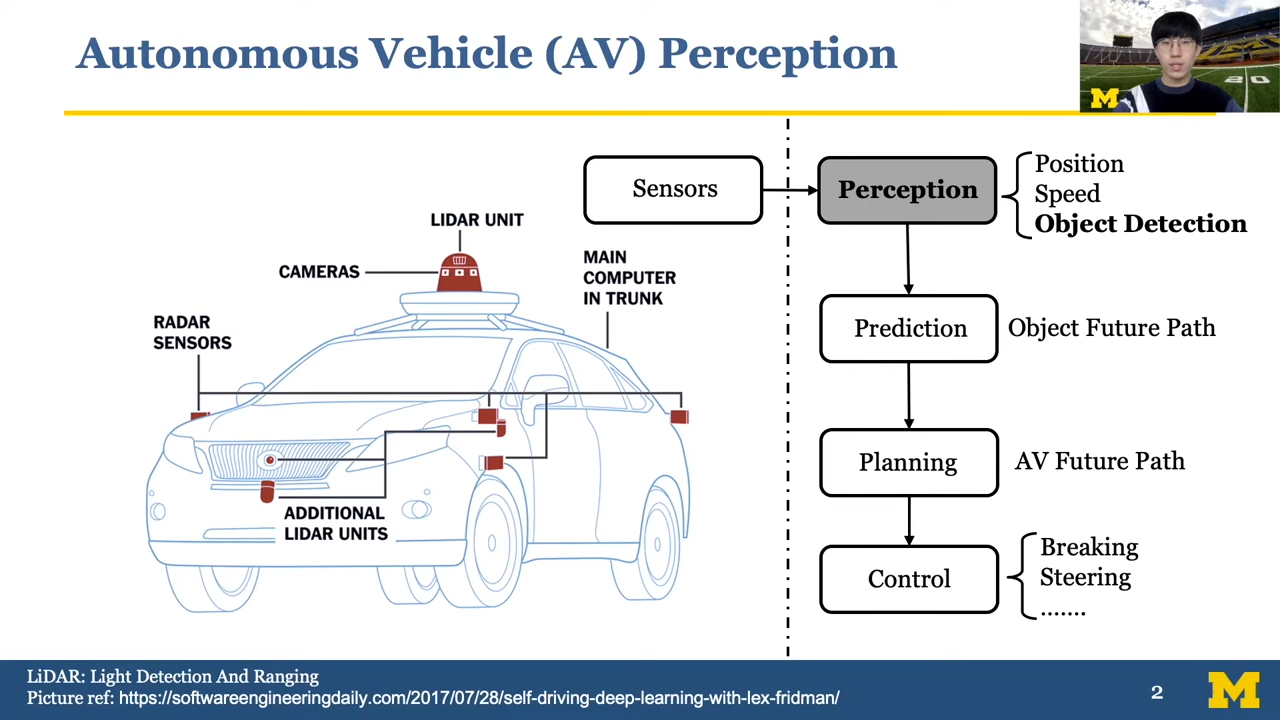 Autonomous Vehicle (AV) Perception
M
20
Sensors
Perception
Position
Speed
Object Detection
LIDAR UNIT
CAMERAS
MAIN
COMPUTER
IN TRUNK
RADAR
SENSORS
ADDITIONAL
LIDAR UNITS
Prediction
Object Future Path
Planning
AV Future Path
Control
Breaking
Steering
.......
LiDAR: Light Detection And Ranging
Picture ref: https://softwareengineeringdaily.com/2017/07/28/self-driving-deep-learning-with-lex-fridman/
2
M